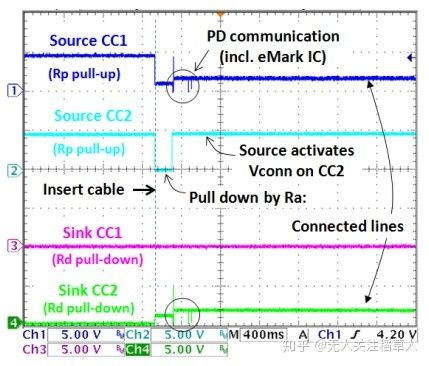 Source CC1
(Rp pull-up)
PD communication
(incl. eMark IC)
1
Source CC2
(Rp pull-up)
Source activates
Vconn on CC2
2
Insert cable
Pull down by Ra:
Sink CC1
(Rd pull-down)
Connected lines
3
Sink CC2
(Rd pull-down)
4
Ch1 5.00 V Ch2 5.00 V M 400ms A Ch1 4.20 V
Ch3 5.00 V Ch4 5.00 V
知乎 @无人关注稻草人